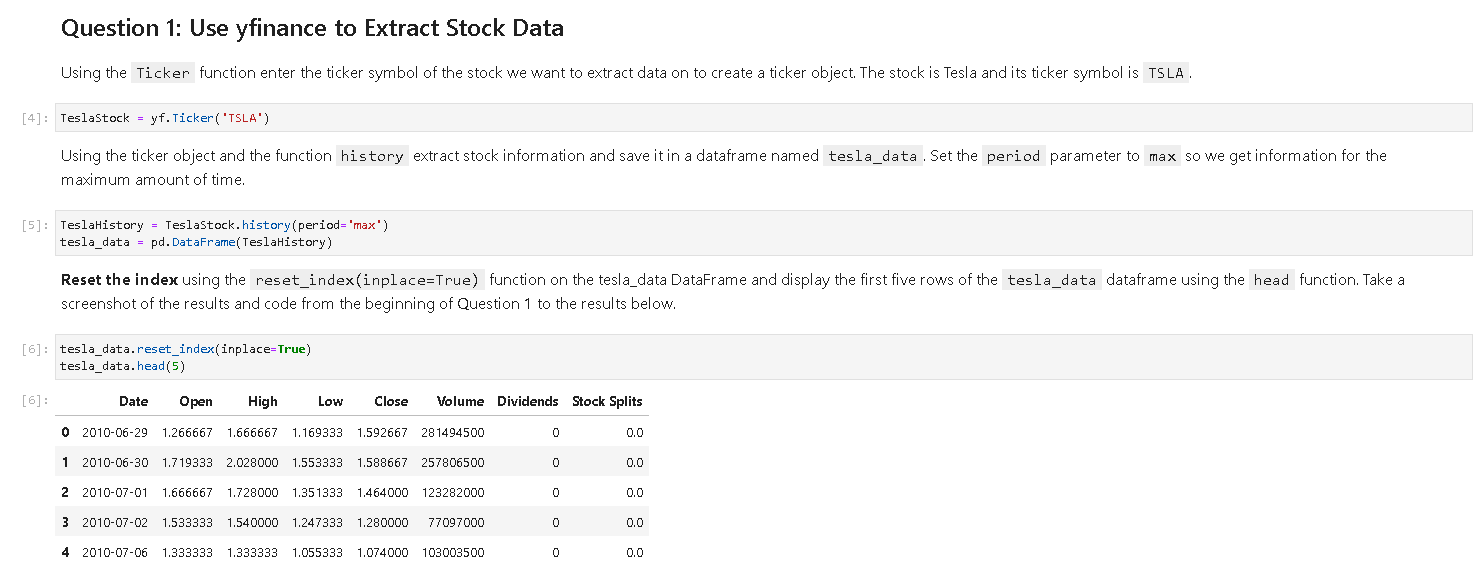 Question 1: Use yfinance to Extract Stock Data
Using the Ticker function enter the ticker symbol of the stock we want to extract data on to create a ticker object. The stock is Tesla and its ticker symbol is TSLA .
[4]: TeslaStock = yf.Ticker('TSLA')
Using the ticker object and the function history extract stock information and save it in a dataframe named tesla_data . Set the period parameter to max so we get information for the
maximum amount of time.
[5]: TeslaHistory = TeslaStock.history(period='max')
tesla_data = pd.DataFrame(TeslaHistory)
Reset the index using the reset_index(inplace=True) function on the tesla_data DataFrame and display the first five rows of the tesla_data dataframe using the head function. Take a
screenshot of the results and code from the beginning of Question 1 to the results below.
[6]: tesla_data.reset_index(inplace=True)
tesla_data.head(5)
[6]: Date Open High Low Close Volume Dividends Stock Splits
0 2010-06-29 1.266667 1.666667 1.169333 1.592667 281494500 0 0.0
1 2010-06-30 1.719333 2.028000 1.553333 1.588667 257806500 0 0.0
2 2010-07-01 1.666667 1.728000 1.351333 1.464000 123282000 0 0.0
3 2010-07-02 1.533333 1.540000 1.247333 1.280000 77097000 0 0.0
4 2010-07-06 1.333333 1.333333 1.055333 1.074000 103003500 0 0.0